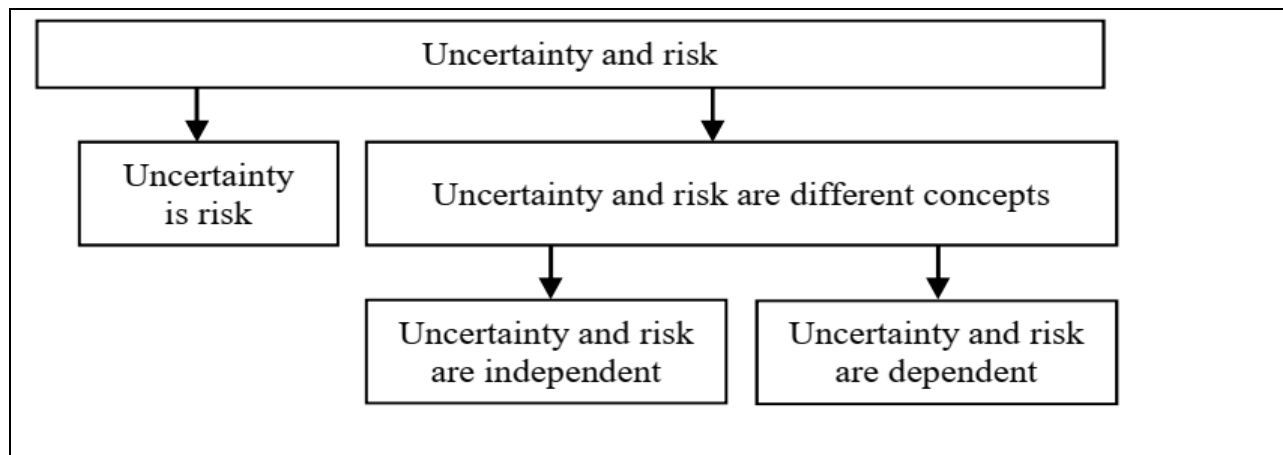 Uncertainty and risk
Uncertainty
is risk
Uncertainty and risk are different concepts
Uncertainty and risk
are independent
Uncertainty and risk
are dependent